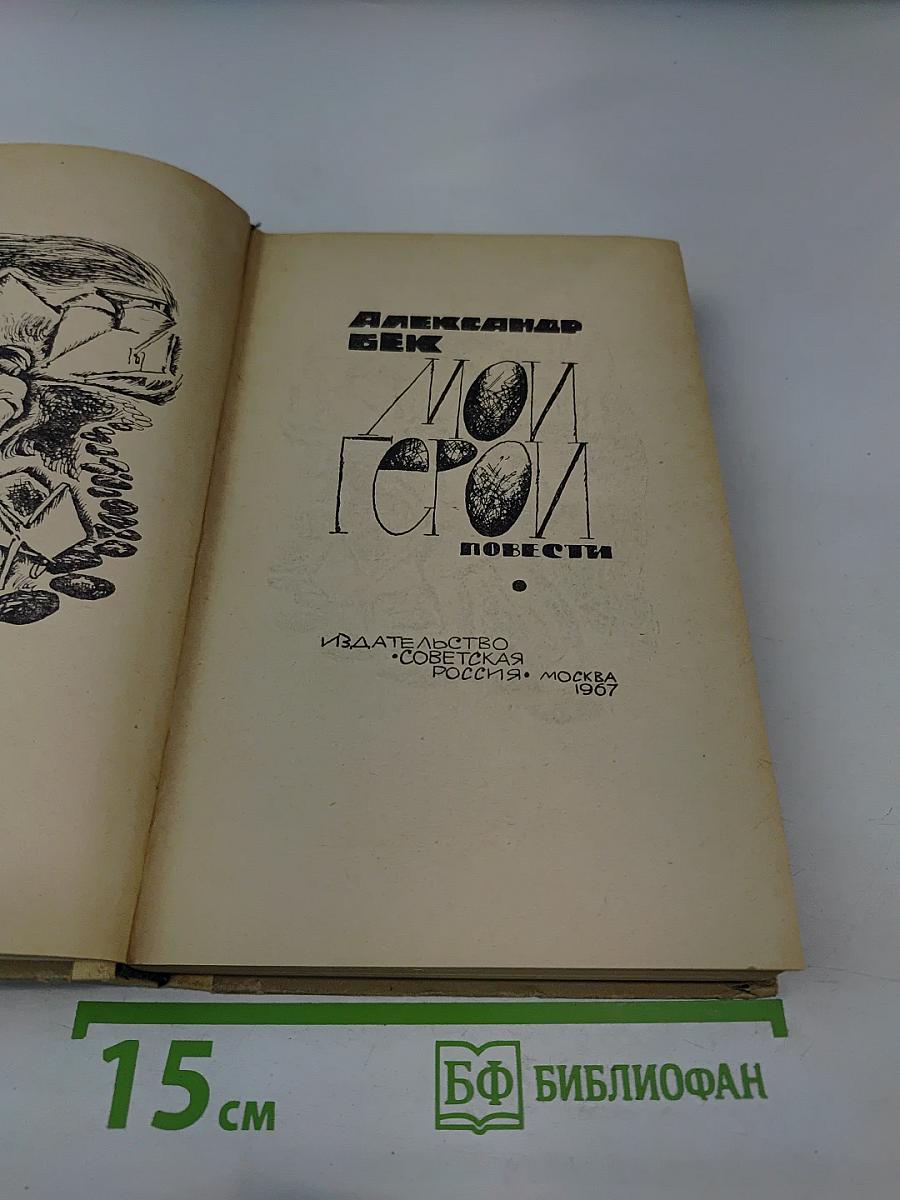 АЛЕКСАНДР
БЕК
МОИ
ГЕРОИ
ПОВЕСТИ
ИЗДАТЕЛЬСТВО
•СОВЕТСКАЯ
РОССИЯ• МОСКВА
1967
15 см
БФ БИБЛИОФАН